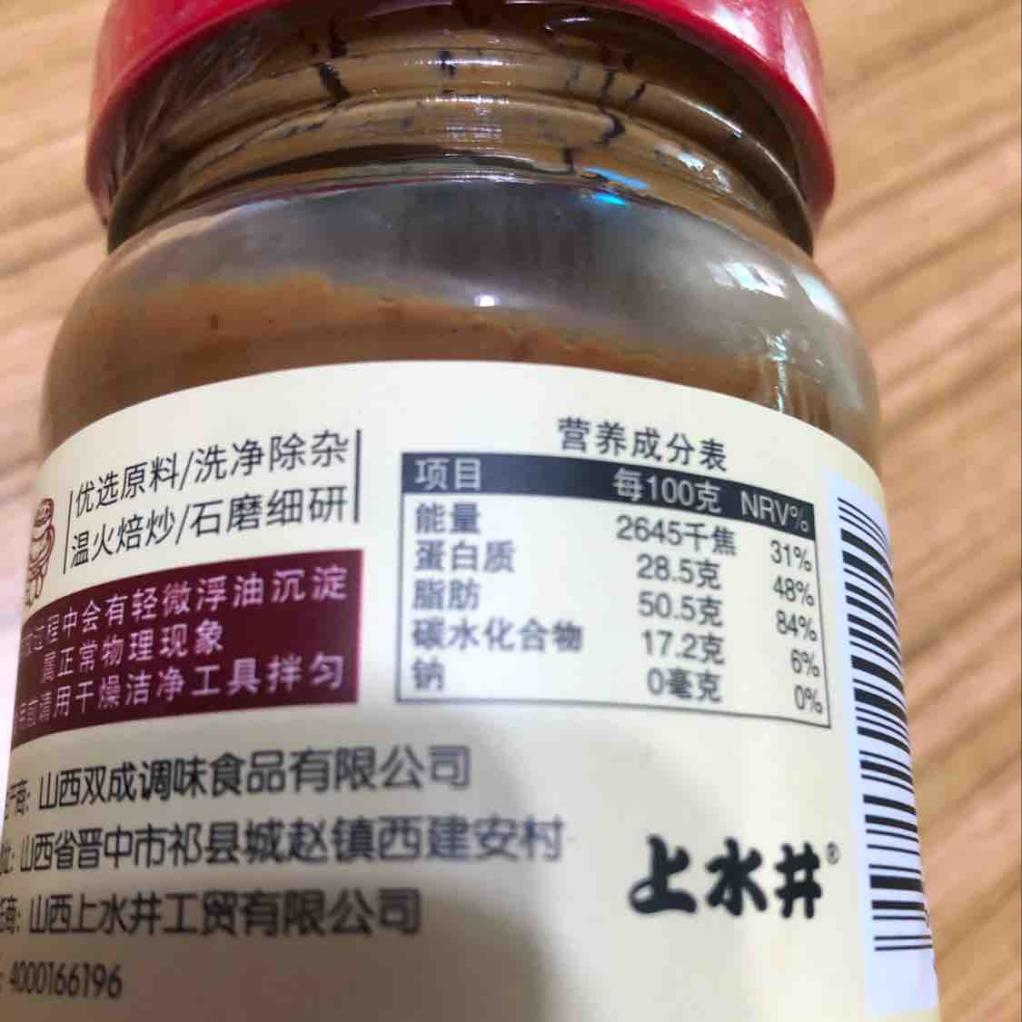 优选原料/洗净除杂
温火焙炒/石磨细研
过程中会有轻微浮油沉淀
属正常物理现象
请用干燥洁净工具拌匀
营养成分表
项目 每100克 NRV%
能量 2645千焦 31%
蛋白质 28.5克 48%
脂肪 50.5克 84%
碳水化合物 17.2克 6%
钠 0毫克 0%
商: 山西双成调味食品有限公司
山西省晋中市祁县城赵镇西建安村
商: 山西上水井工贸有限公司
4000166196
上水井®